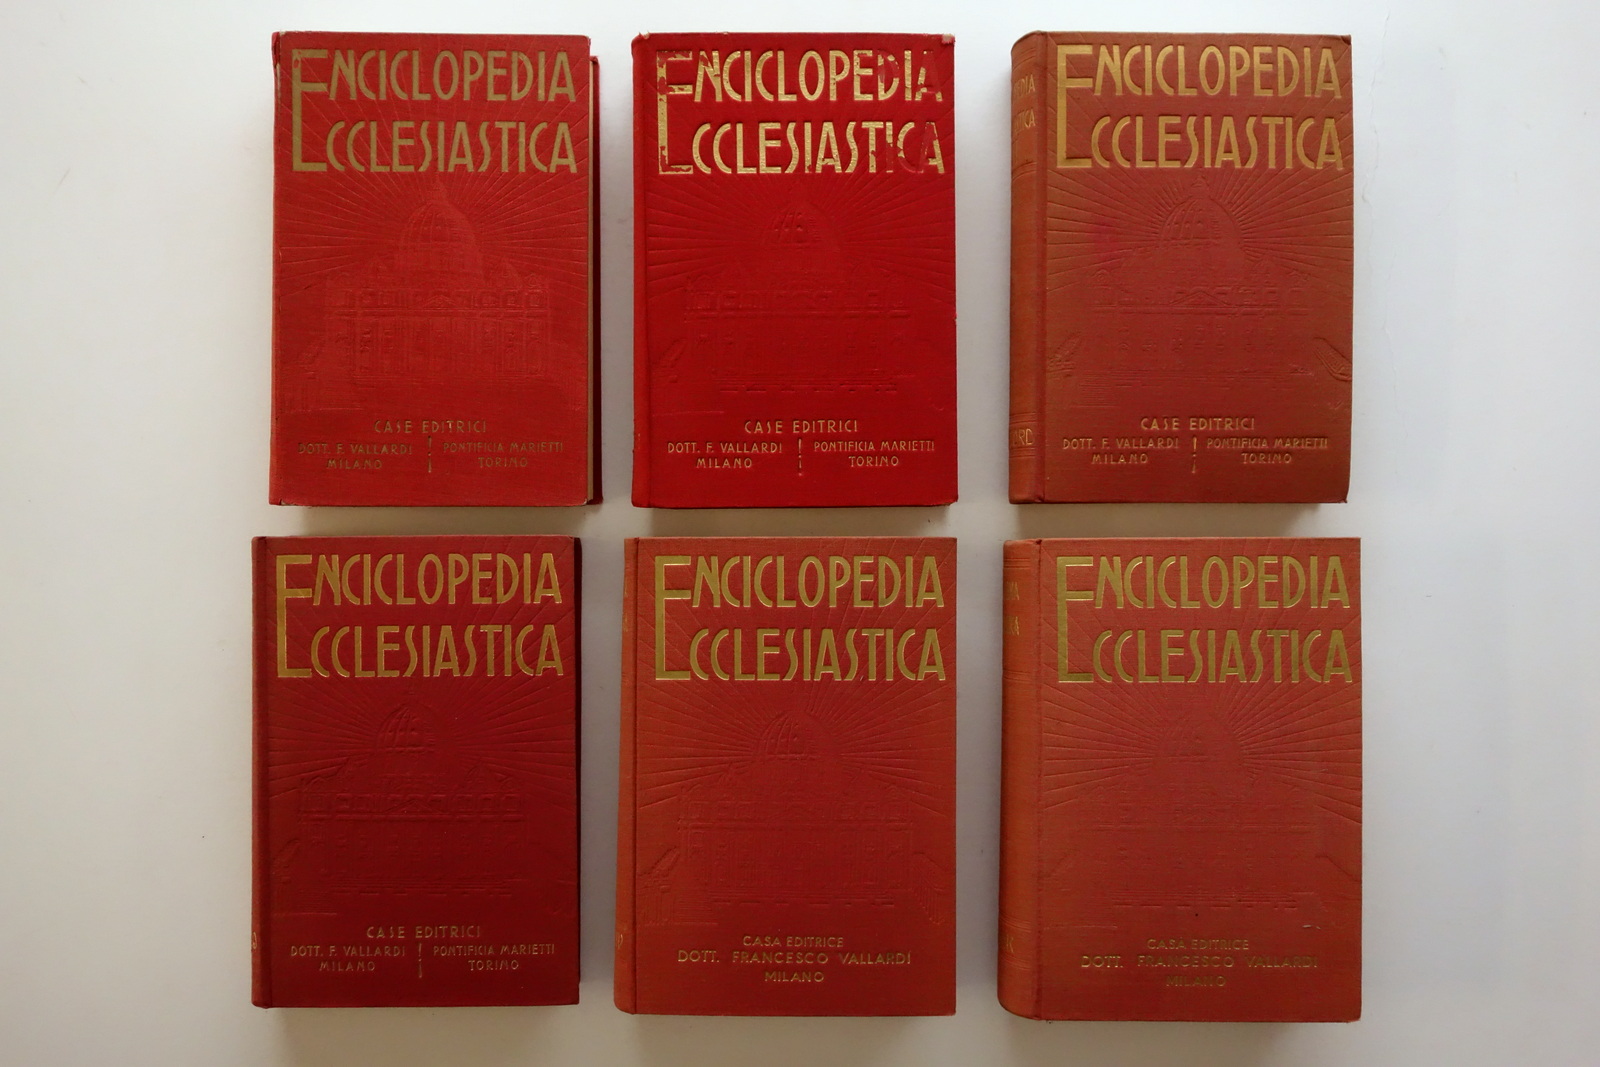 ENCICLOPEDIA
ECCLESIASTICA
CASE EDITRICI
DOTT. F. VALLARDI
MILANO
PONTIFICIA MARIETTI
TORINO
ENCICLOPEDIA
ECCLESIASTICA
CASE EDITRICI
DOTT. F. VALLARDI
MILANO
PONTIFICIA MARIETTI
TORINO
ENCICLOPEDIA
ECCLESIASTICA
CASE EDITRICI
DOTT. F. VALLARDI
MILANO
PONTIFICIA MARIETTI
TORINO
ENCICLOPEDIA
ECCLESIASTICA
CASE EDITRICI
DOTT. F. VALLARDI
MILANO
PONTIFICIA MARIETTI
TORINO
ENCICLOPEDIA
ECCLESIASTICA
CASA EDITRICE
DOTT. FRANCESCO VALLARDI
MILANO
ENCICLOPEDIA
ECCLESIASTICA
CASA EDITRICE
DOTT. FRANCESCO VALLARDI
MILANO